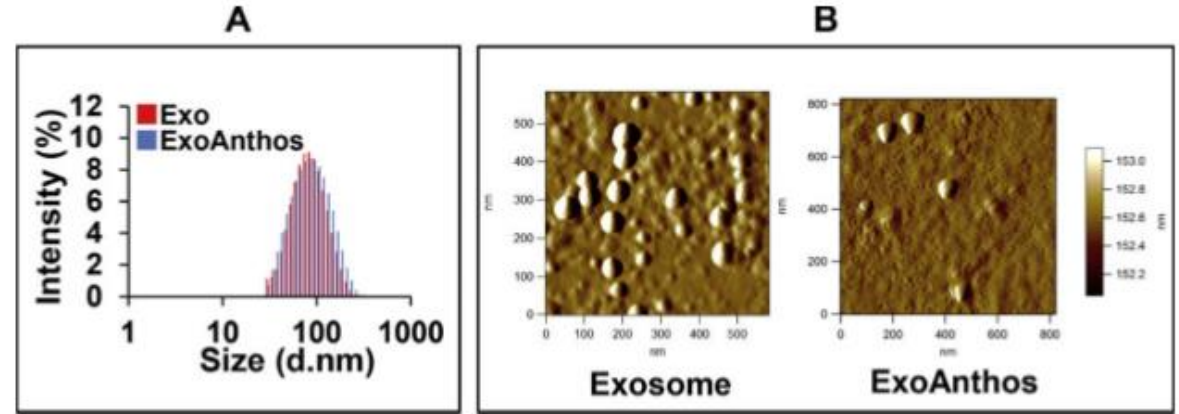 A
B
12
10
8
6
4
2
0
Intensity (%)
Exo
ExoAnthos
1 10 100 1000
Size (d.nm)
500
400
300
200
100
0
nm
0 100 200 300 400 500
nm
Exosome
800
600
400
200
0
nm
0 200 400 600 800
nm
ExoAnthos
153.0
152.8
152.6
152.4
152.2
nm